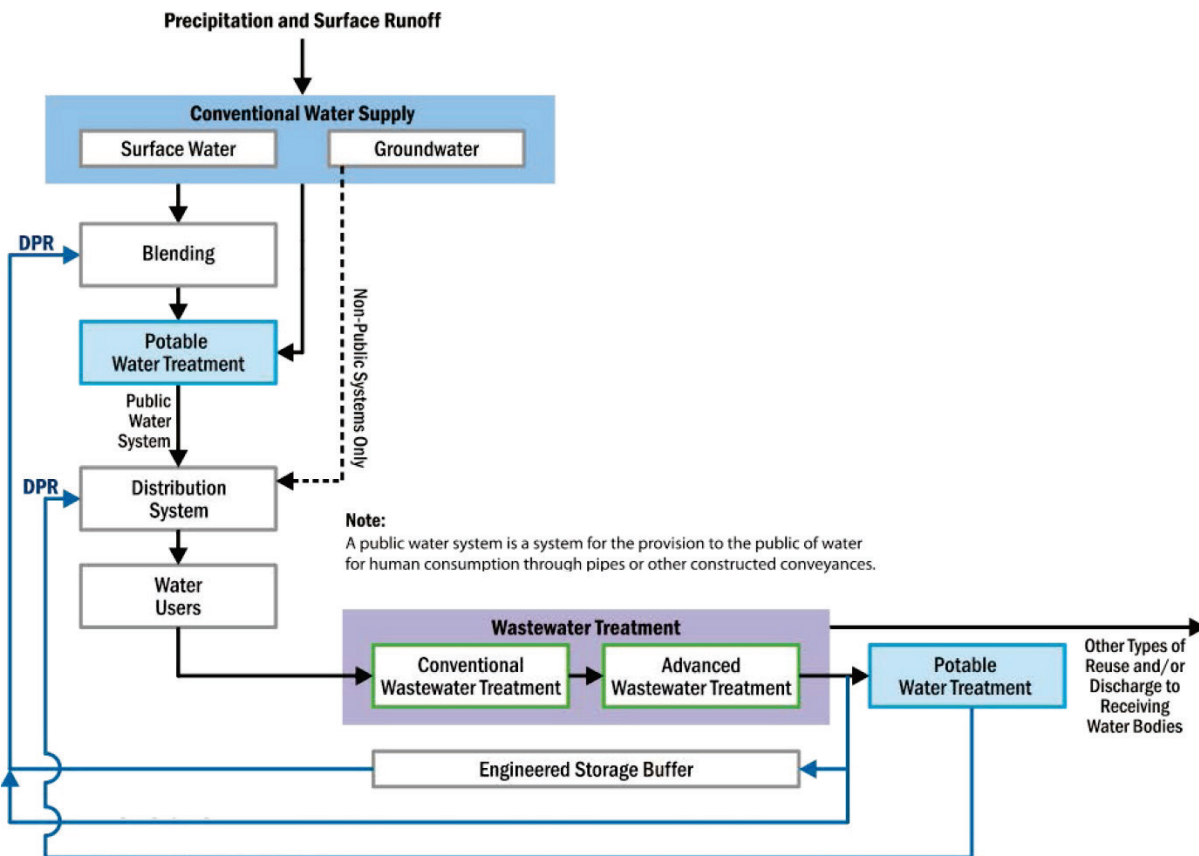 Precipitation and Surface Runoff
Conventional Water Supply
Surface Water
Groundwater
DPR
Blending
Potable
Water Treatment
Non-Public Systems Only
Public
Water
System
DPR
Distribution
System
Note:
A public water system is a system for the provision to the public of water
for human consumption through pipes or other constructed conveyances.
Water
Users
Wastewater Treatment
Conventional
Wastewater Treatment
Advanced
Wastewater Treatment
Potable
Water Treatment
Other Types of
Reuse and/or
Discharge to
Receiving
Water Bodies
Engineered Storage Buffer